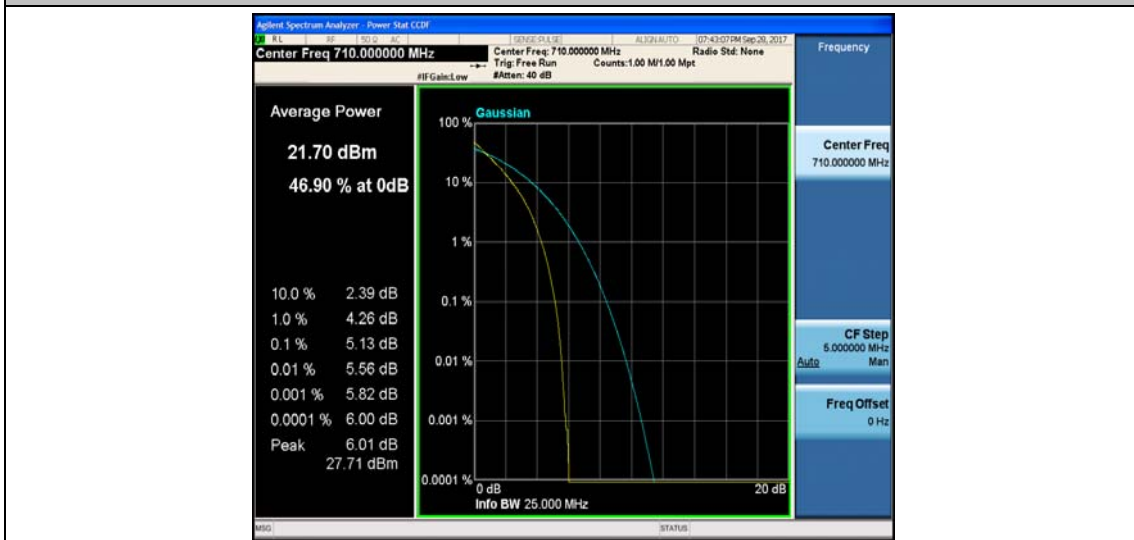 Agilent Spectrum Analyzer - Power Stat CCDF
RL RF 50 Ω AC SENSE:PULSE ALIGN AUTO 07:43:07 PM Sep 20, 2017
Center Freq 710.000000 MHz
Center Freq: 710.000000 MHz Radio Std: None
Trig: Free Run Counts:1.00 M/1.00 Mpt
#IFGain:Low #Atten: 40 dB
Average Power
21.70 dBm
46.90 % at 0dB
10.0 % 2.39 dB
1.0 % 4.26 dB
0.1 % 5.13 dB
0.01 % 5.56 dB
0.001 % 5.82 dB
0.0001 % 6.00 dB
Peak 6.01 dB
27.71 dBm
Gaussian
100 %
10 %
1 %
0.1 %
0.01 %
0.001 %
0.0001 %
0 dB 20 dB
Info BW 25.000 MHz
Frequency
Center Freq
710.000000 MHz
CF Step
5.000000 MHz
Auto Man
Freq Offset
0 Hz
MSG STATUS